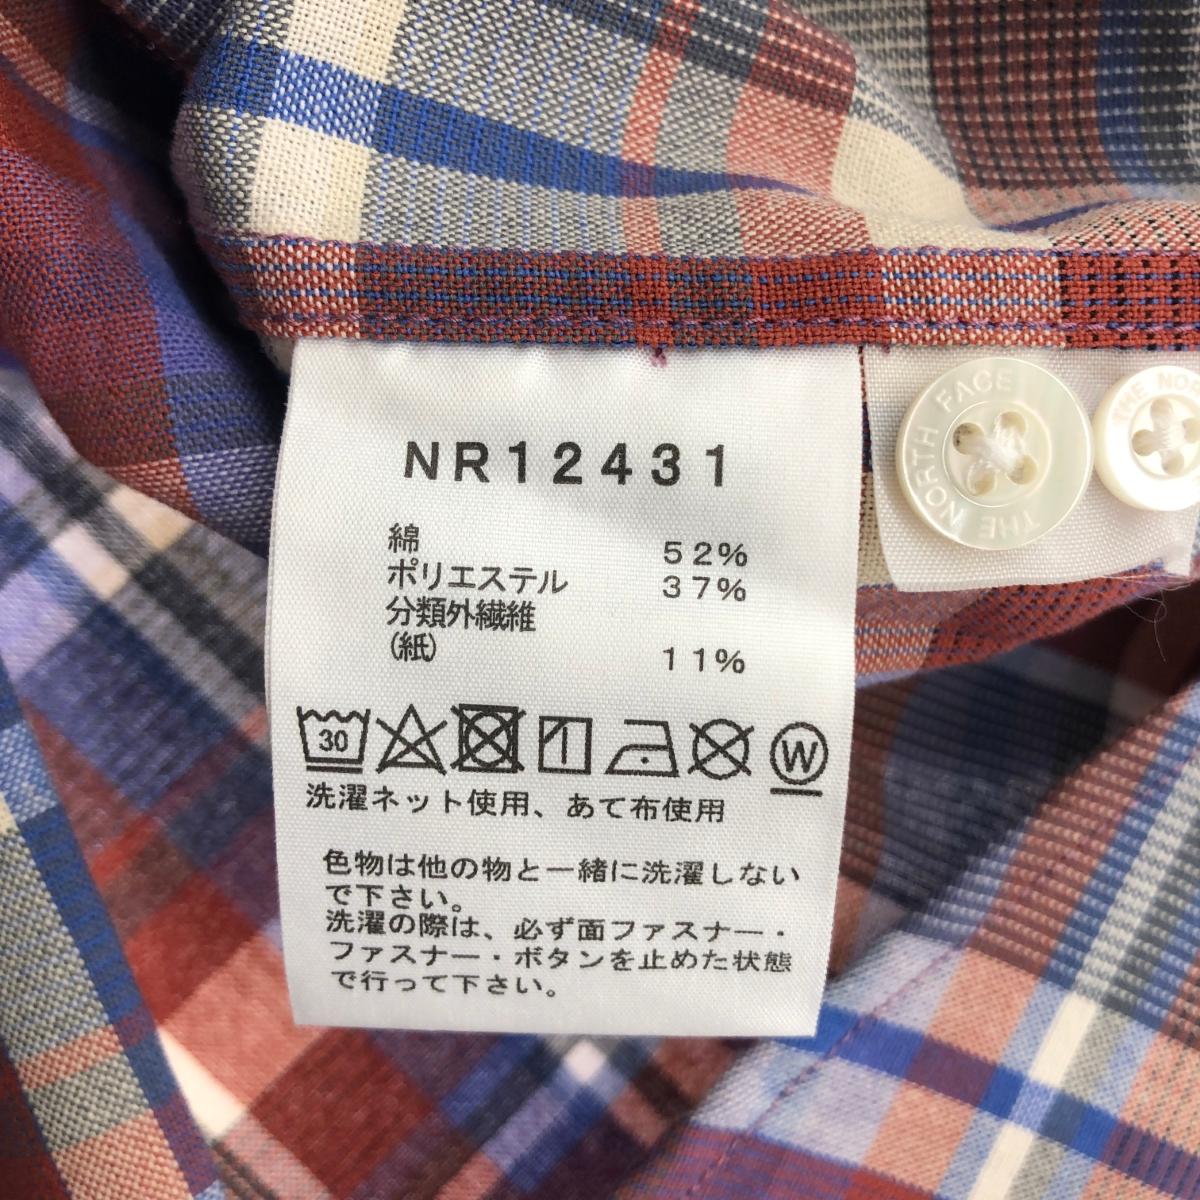 NR12431
綿 52%
ポリエステル 37%
分類外繊維
(紙) 11%
30
W
洗濯ネット使用、あて布使用
色物は他の物と一緒に洗濯しない
で下さい。
洗濯の際は、必ず面ファスナー・
ファスナー・ボタンを止めた状態
で行って下さい。
THE NORTH FACE
THE NOR